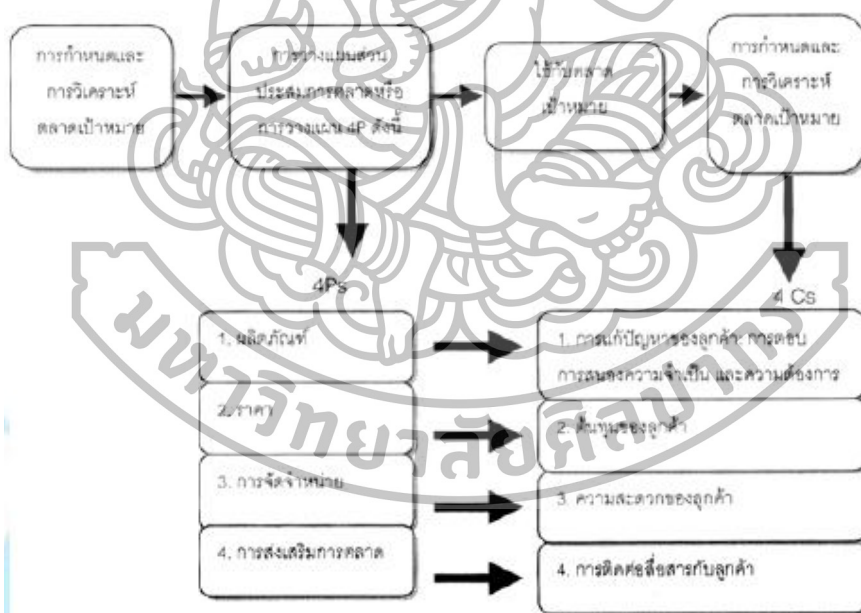 การกำหนดและ
การวิเคราะห์
ตลาดเป้าหมาย
การวางแผนส่วน
ประสมการตลาดหรือ
การวางแผน 4P ดังนี้
ใช้กับตลาด
เป้าหมาย
การกำหนดและ
การวิเคราะห์
ตลาดเป้าหมาย
4Ps
1. ผลิตภัณฑ์
2. ราคา
3. การจัดจำหน่าย
4. การส่งเสริมการตลาด
4 Cs
1. การแก้ปัญหาของลูกค้า: การตอบ
การสนองความจำเป็น และความต้องการ
2. ต้นทุนของลูกค้า
3. ความสะดวกของลูกค้า
4. การติดต่อสื่อสารกับลูกค้า
มหาวิทยาลัยศิลปากร